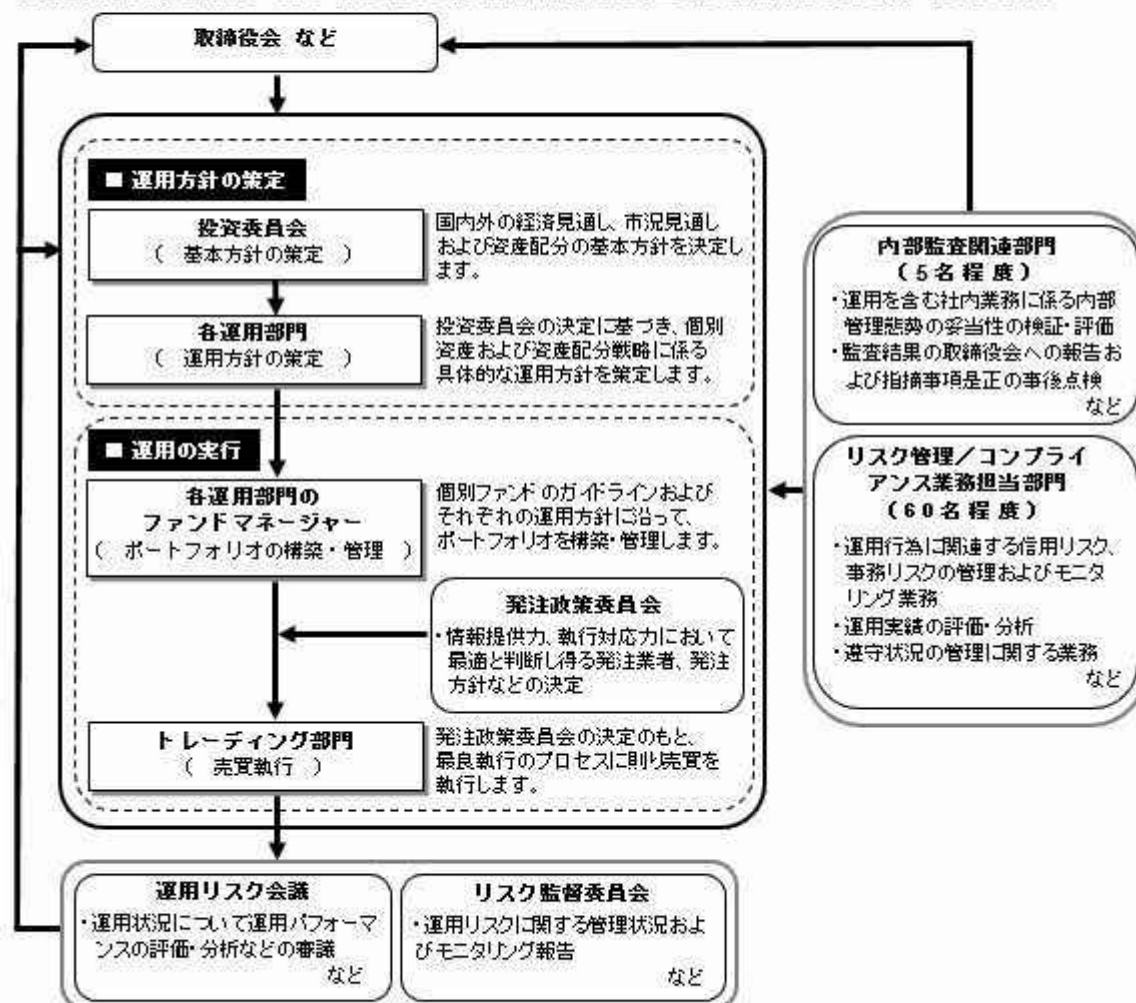 取締役会 など
■ 運用方針の策定
投資委員会
( 基本方針の策定 )
国内外の経済見通し、市況見通し
および資産配分の基本方針を決定し
ます。
各運用部門
( 運用方針の策定 )
投資委員会の決定に基づき、個別
資産および資産配分戦略に係る
具体的な運用方針を策定します。
■ 運用の実行
各運用部門の
ファンドマネージャー
( ポートフォリオの構築・管理 )
個別ファンドのガイドラインおよび
それぞれの運用方針に沿って、
ポートフォリオを構築・管理します。
発注政策委員会
・情報提供力、執行対応力において
最適と判断し得る発注業者、発注
方針などの決定
トレーディング部門
( 売買執行 )
発注政策委員会の決定のもと、
最良執行のプロセスに則り売買を
執行します。
内部監査関連部門
(5名程度)
・運用を含む社内業務に係る内部
管理態勢の妥当性の検証・評価
・監査結果の取締役会への報告お
よび指摘事項是正の事後点検
など
リスク管理/コンプライ
アンス業務担当部門
(60名程度)
・運用行為に関連する信用リスク、
事務リスクの管理およびモニタ
リング業務
・運用実績の評価・分析
・遵守状況の管理に関する業務
など
運用リスク会議
・運用状況について運用パフォーマ
ンスの評価・分析などの審議
など
リスク監督委員会
・運用リスクに関する管理状況およ
びモニタリング報告
など